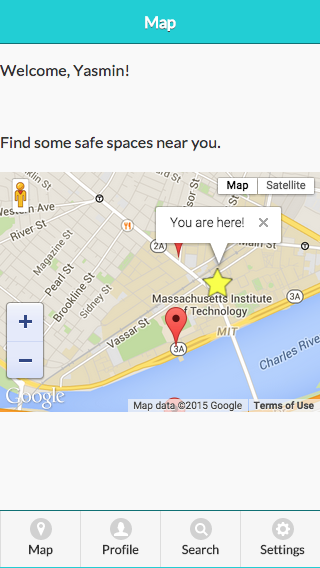 Map
Welcome, Yasmin!
Find some safe spaces near you.
Map Satellite
You are here! ×
Western Ave
River St
Magazine St
Pearl St
Brookline St
Sidney St
Main St
2A
3A
Massachusetts Institute
of Technology
MIT
Vassar St
3A
Charles River
+
−
Google
Map data ©2015 Google
Terms of Use
Map Profile Search Settings